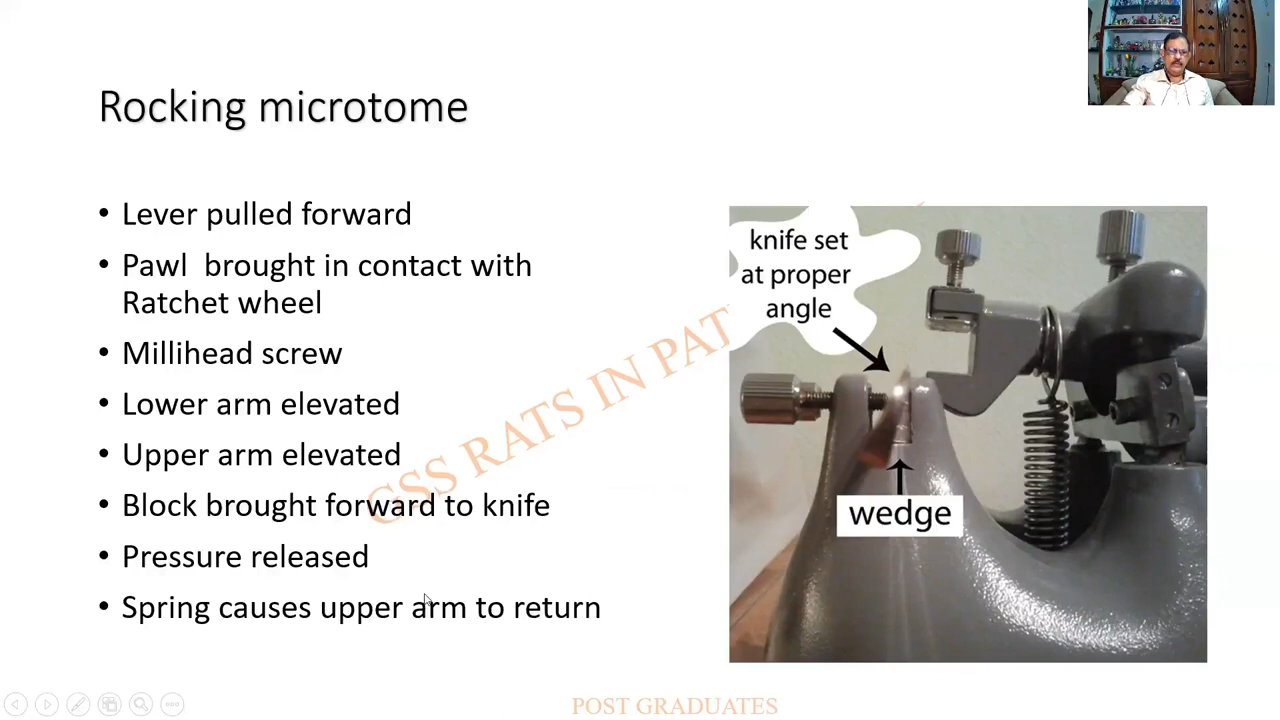 Rocking microtome
• Lever pulled forward
• Pawl  brought in contact with
Ratchet wheel
• Millihead screw
• Lower arm elevated
• Upper arm elevated
• Block brought forward to knife
• Pressure released
• Spring causes upper arm to return
knife set
at proper
angle
wedge
GSS RATS IN PAT
POST GRADUATES